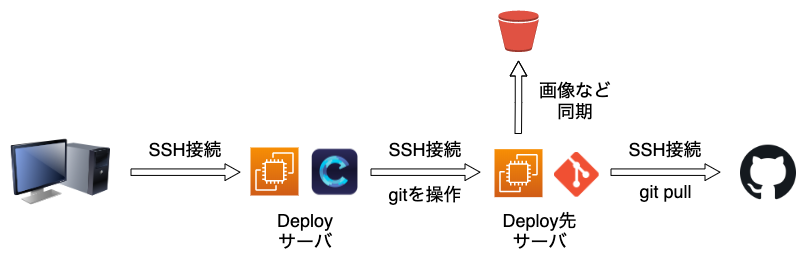 画像など
同期
SSH接続
SSH接続
gitを操作
SSH接続
git pull
Deploy
サーバ
Deploy先
サーバ